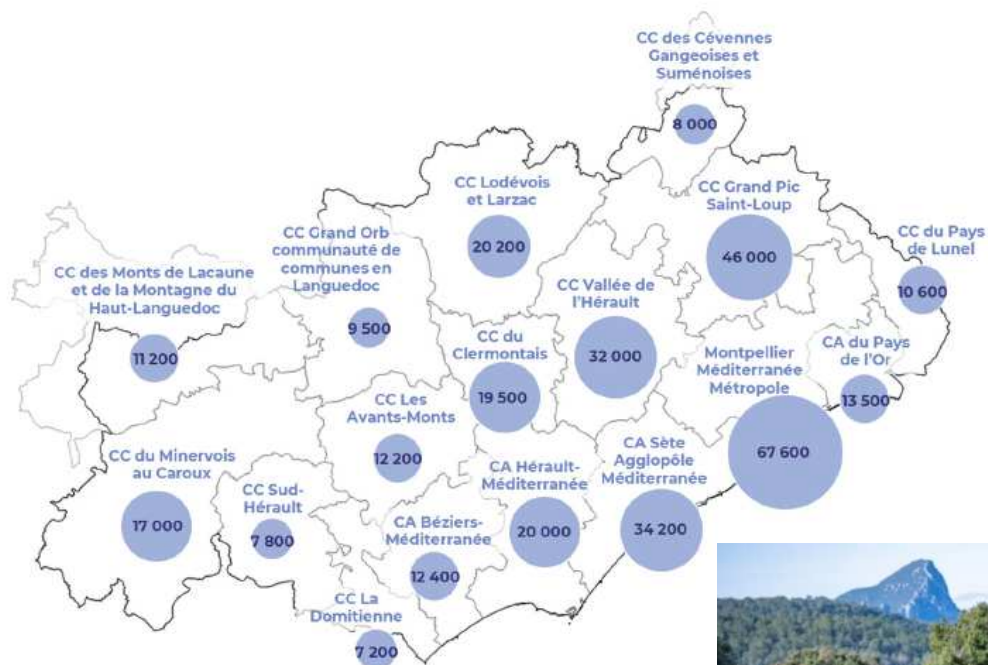 CC des Cévennes
Gangeoises et
Suménoises
8 000
CC Lodévois
et Larzac
20 200
CC Grand Pic
Saint-Loup
46 000
CC du Pays
de Lunel
10 600
CC Grand Orb
communauté de
communes en
Languedoc
9 500
CC des Monts de Lacaune
et de la Montagne du
Haut-Languedoc
11 200
CC Vallée de
l'Hérault
32 000
CC du
Clermontais
19 500
Montpellier
Méditerranée
Métropole
67 600
CA du Pays
de l'Or
13 500
CC Les
Avants-Monts
12 200
CC du Minervois
au Caroux
17 000
CC Sud-
Hérault
7 800
CA Béziers-
Méditerranée
12 400
CA Hérault-
Méditerranée
20 000
CA Sète
Agglopôle
Méditerranée
34 200
CC La
Domitienne
7 200